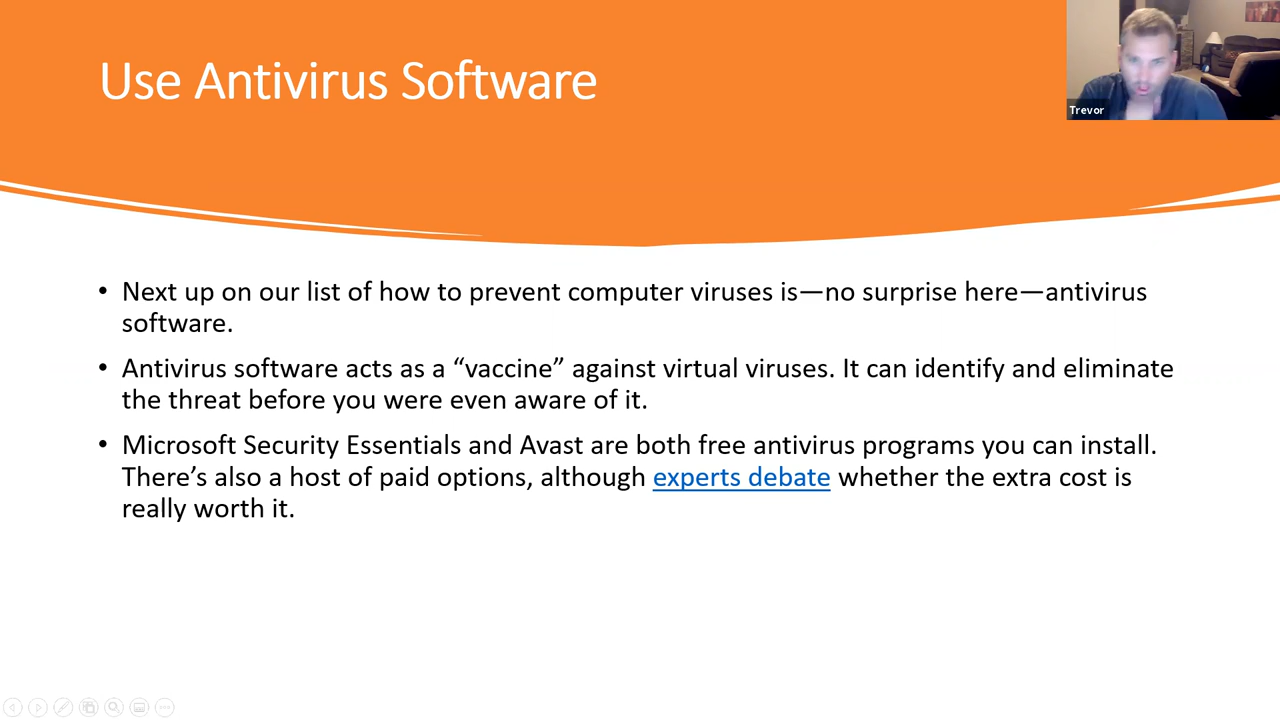 Use Antivirus Software
Trevor
• Next up on our list of how to prevent computer viruses is—no surprise here—antivirus
software.
• Antivirus software acts as a “vaccine” against virtual viruses. It can identify and eliminate
the threat before you were even aware of it.
• Microsoft Security Essentials and Avast are both free antivirus programs you can install.
There’s also a host of paid options, although experts debate whether the extra cost is
really worth it.